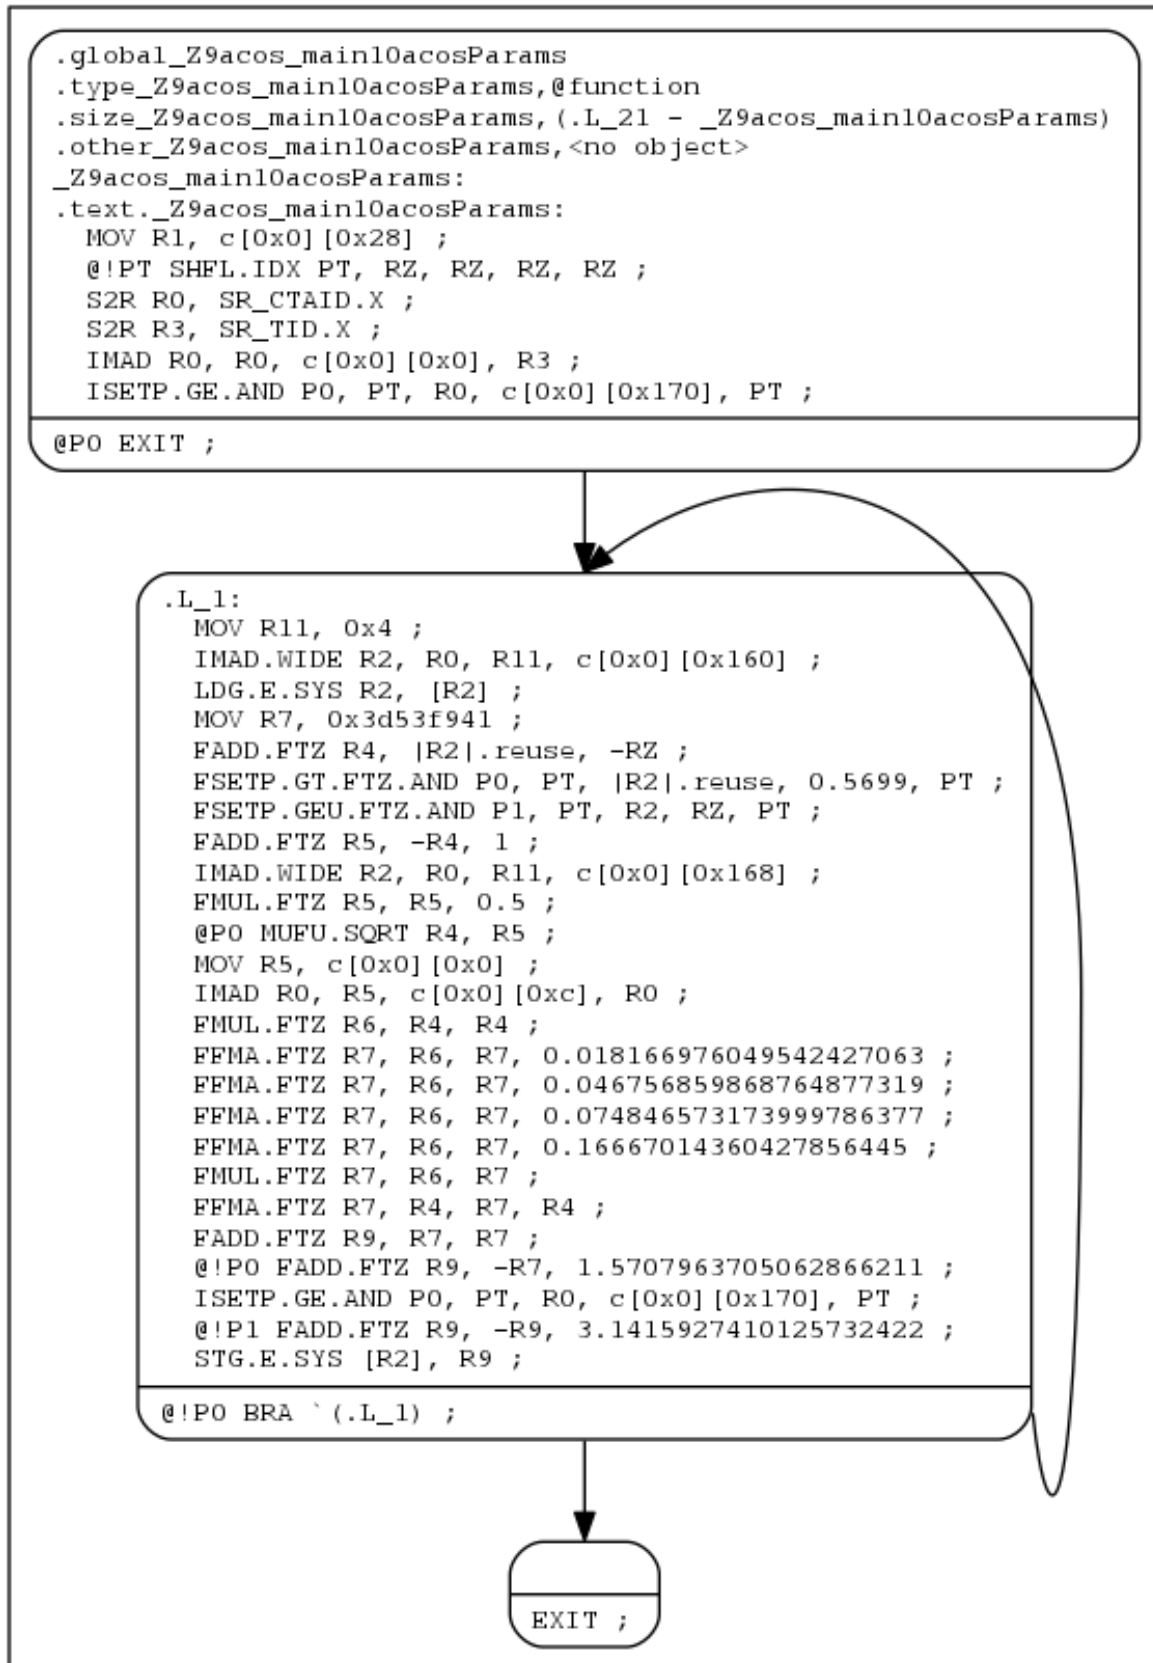 .global_Z9acos_main10acosParams
.type_Z9acos_main10acosParams,@function
.size_Z9acos_main10acosParams,(.L_21 - _Z9acos_main10acosParams)
.other_Z9acos_main10acosParams,<no object>
_Z9acos_main10acosParams:
.text._Z9acos_main10acosParams:
MOV R1, c[0x0][0x28] ;
@!PT SHFL.IDX PT, RZ, RZ, RZ, RZ ;
S2R R0, SR_CTAID.X ;
S2R R3, SR_TID.X ;
IMAD R0, R0, c[0x0][0x0], R3 ;
ISETP.GE.AND P0, PT, R0, c[0x0][0x170], PT ;
@P0 EXIT ;
.L_1:
MOV R11, 0x4 ;
IMAD.WIDE R2, R0, R11, c[0x0][0x160] ;
LDG.E.SYS R2, [R2] ;
MOV R7, 0x3d53f941 ;
FADD.FTZ R4, |R2|.reuse, -RZ ;
FSETP.GT.FTZ.AND P0, PT, |R2|.reuse, 0.5699, PT ;
FSETP.GEU.FTZ.AND P1, PT, R2, RZ, PT ;
FADD.FTZ R5, -R4, 1 ;
IMAD.WIDE R2, R0, R11, c[0x0][0x168] ;
FMUL.FTZ R5, R5, 0.5 ;
@P0 MUFU.SQRT R4, R5 ;
MOV R5, c[0x0][0x0] ;
IMAD R0, R5, c[0x0][0xc], R0 ;
FMUL.FTZ R6, R4, R4 ;
FFMA.FTZ R7, R6, R7, 0.018166976049542427063 ;
FFMA.FTZ R7, R6, R7, 0.046756859868764877319 ;
FFMA.FTZ R7, R6, R7, 0.074846573173999786377 ;
FFMA.FTZ R7, R6, R7, 0.16667014360427856445 ;
FMUL.FTZ R7, R6, R7 ;
FFMA.FTZ R7, R4, R7, R4 ;
FADD.FTZ R9, R7, R7 ;
@!P0 FADD.FTZ R9, -R7, 1.5707963705062866211 ;
ISETP.GE.AND P0, PT, R0, c[0x0][0x170], PT ;
@!P1 FADD.FTZ R9, -R9, 3.1415927410125732422 ;
STG.E.SYS [R2], R9 ;
@!P0 BRA `(.L_1) ;
EXIT ;